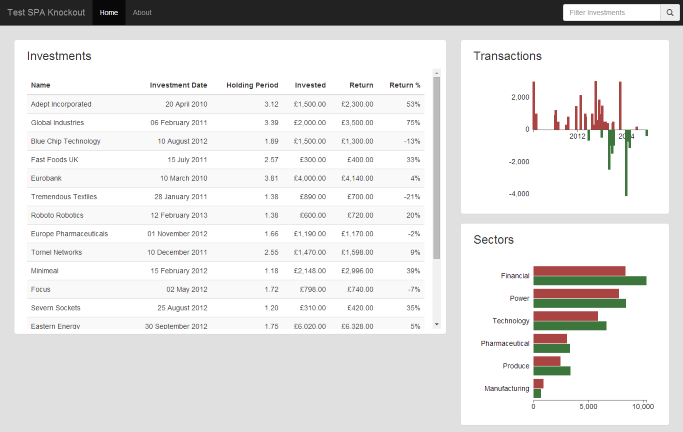 Test SPA Knockout Home About Filter Investments
Investments
Name Investment Date Holding Period Invested Return Return %
Adept Incorporated 20 April 2010 3.12 £1,500.00 £2,300.00 53%
Global Industries 06 February 2011 3.39 £2,000.00 £3,500.00 75%
Blue Chip Technology 10 August 2012 1.89 £1,500.00 £1,300.00 -13%
Fast Foods UK 15 July 2011 2.57 £300.00 £400.00 33%
Eurobank 10 March 2010 3.81 £4,000.00 £4,140.00 4%
Tremendous Textiles 28 January 2011 1.38 £890.00 £700.00 -21%
Roboto Robotics 12 February 2013 1.38 £600.00 £720.00 20%
Europe Pharmaceuticals 01 November 2012 1.66 £1,190.00 £1,170.00 -2%
Tornel Networks 10 December 2011 2.55 £1,470.00 £1,598.00 9%
Minimeal 15 February 2012 1.18 £2,148.00 £2,996.00 39%
Focus 02 May 2012 1.72 £798.00 £740.00 -7%
Severn Sockets 25 August 2012 1.20 £310.00 £420.00 35%
Eastern Energy 30 September 2012 1.75 £6,020.00 £6,328.00 5%
Transactions
2,000
0
2012 2014
-2,000
-4,000
Sectors
Financial
Power
Technology
Pharmaceutical
Produce
Manufacturing
0 5,000 10,000